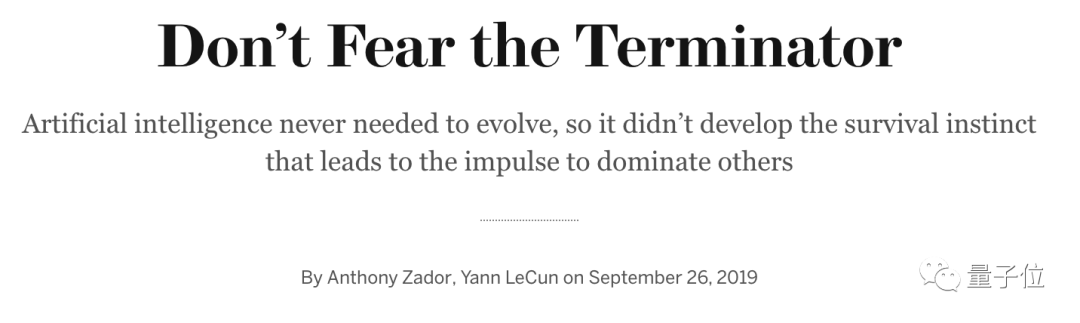 Don’t Fear the Terminator
Artificial intelligence never needed to evolve, so it didn’t develop the survival instinct
that leads to the impulse to dominate others
By Anthony Zador, Yann LeCun on September 26, 2019
量子位